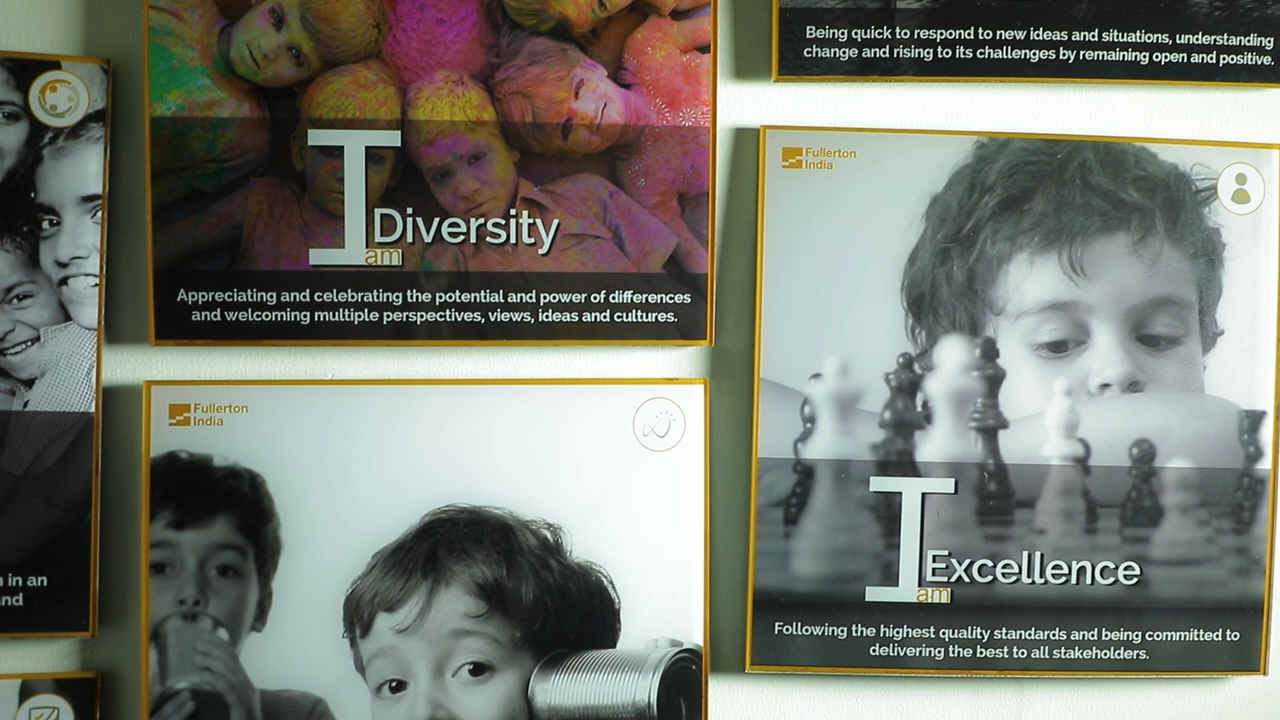 Being quick to respond to new ideas and situations, understanding
change and rising to its challenges by remaining open and positive.
I am Diversity
Appreciating and celebrating the potential and power of differences
and welcoming multiple perspectives, views, ideas and cultures.
Fullerton
India
I am Excellence
Following the highest quality standards and being committed to
delivering the best to all stakeholders.
Fullerton
India
in an